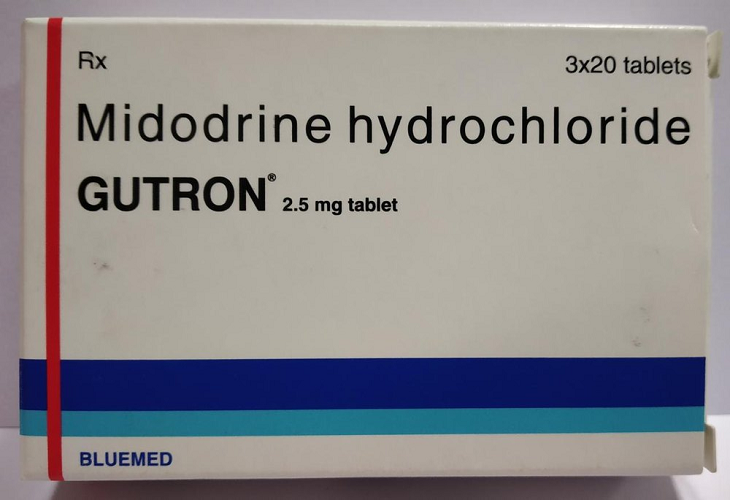 Rx 3x20 tablets
Midodrine hydrochloride
GUTRON® 2.5 mg tablet
BLUEMED